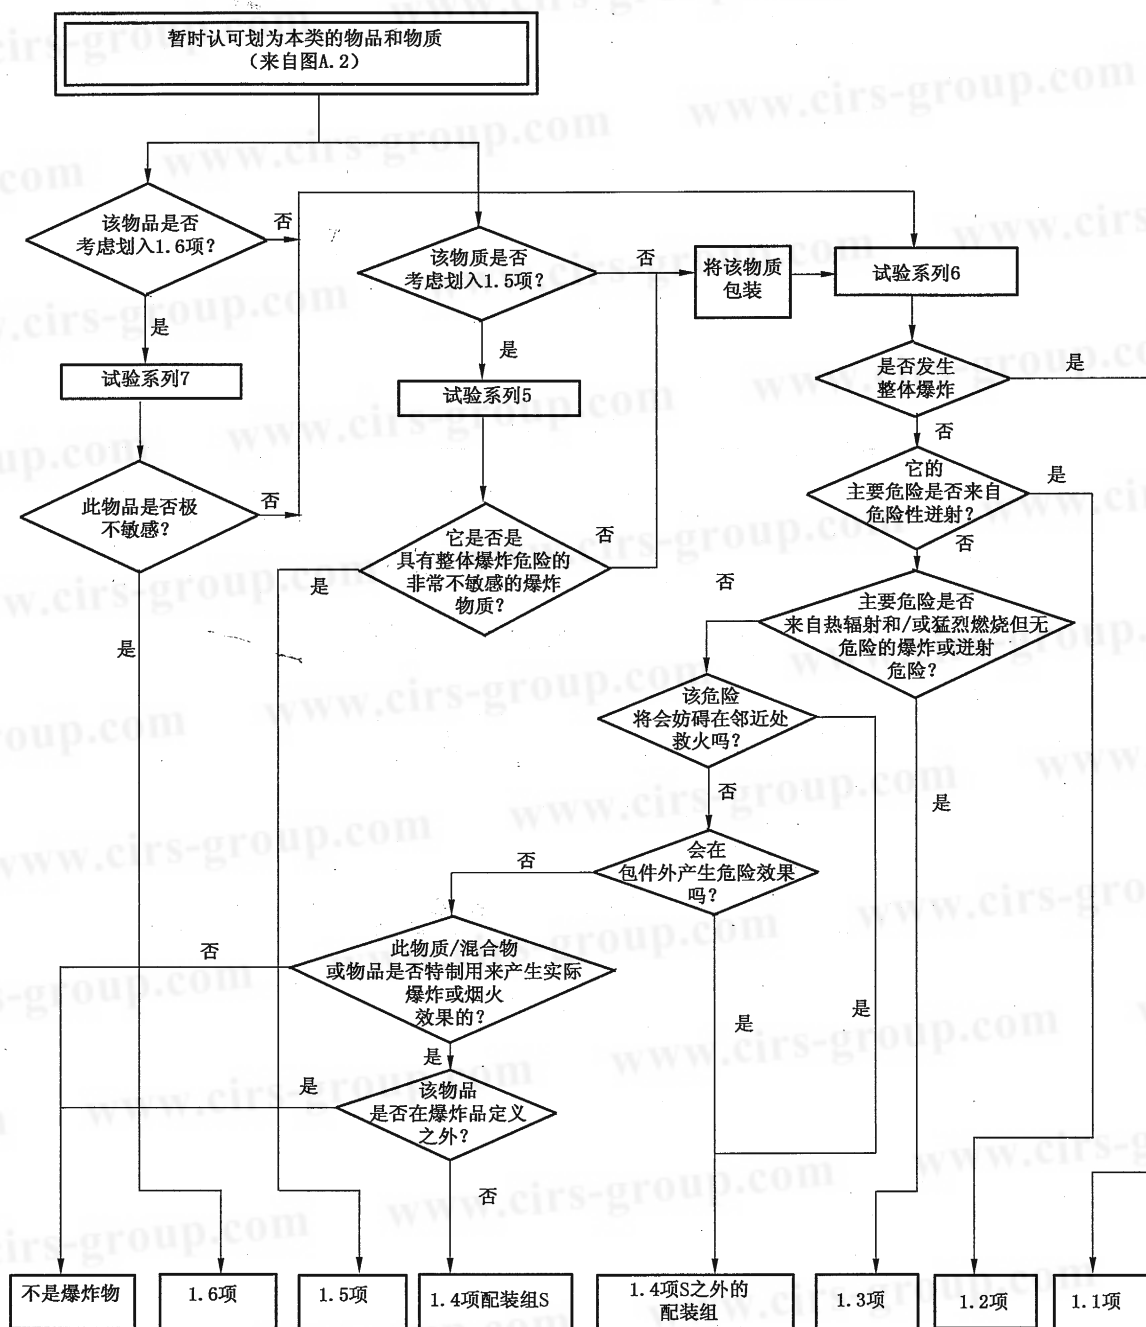 暂时认可划为本类的物品和物质
(来自图A.2)
该物品是否
考虑划入1.6项?
否
是
试验系列7
此物品是否极
不敏感?
否
是
该物质是否
考虑划入1.5项?
否
是
试验系列5
它是否是
具有整体爆炸危险的
非常不敏感的爆炸
物质?
否
是
将该物质
包装
试验系列6
是否发生
整体爆炸
是
否
它的
主要危险是否来自
危险性迸射?
是
否
主要危险是否
来自热辐射和/或猛烈燃烧但无
危险的爆炸或迸射
危险?
否
是
该危险
将会妨碍在邻近处
救火吗?
否
是
会在
包件外产生危险效果
吗?
否
是
此物质/混合物
或物品是否特制用来产生实际
爆炸或烟火
效果的?
否
是
该物品
是否在爆炸品定义
之外?
是
否
不是爆炸物
1.6项
1.5项
1.4项配装组S
1.4项S之外的
配装组
1.3项
1.2项
1.1项
www.cirs-group.com